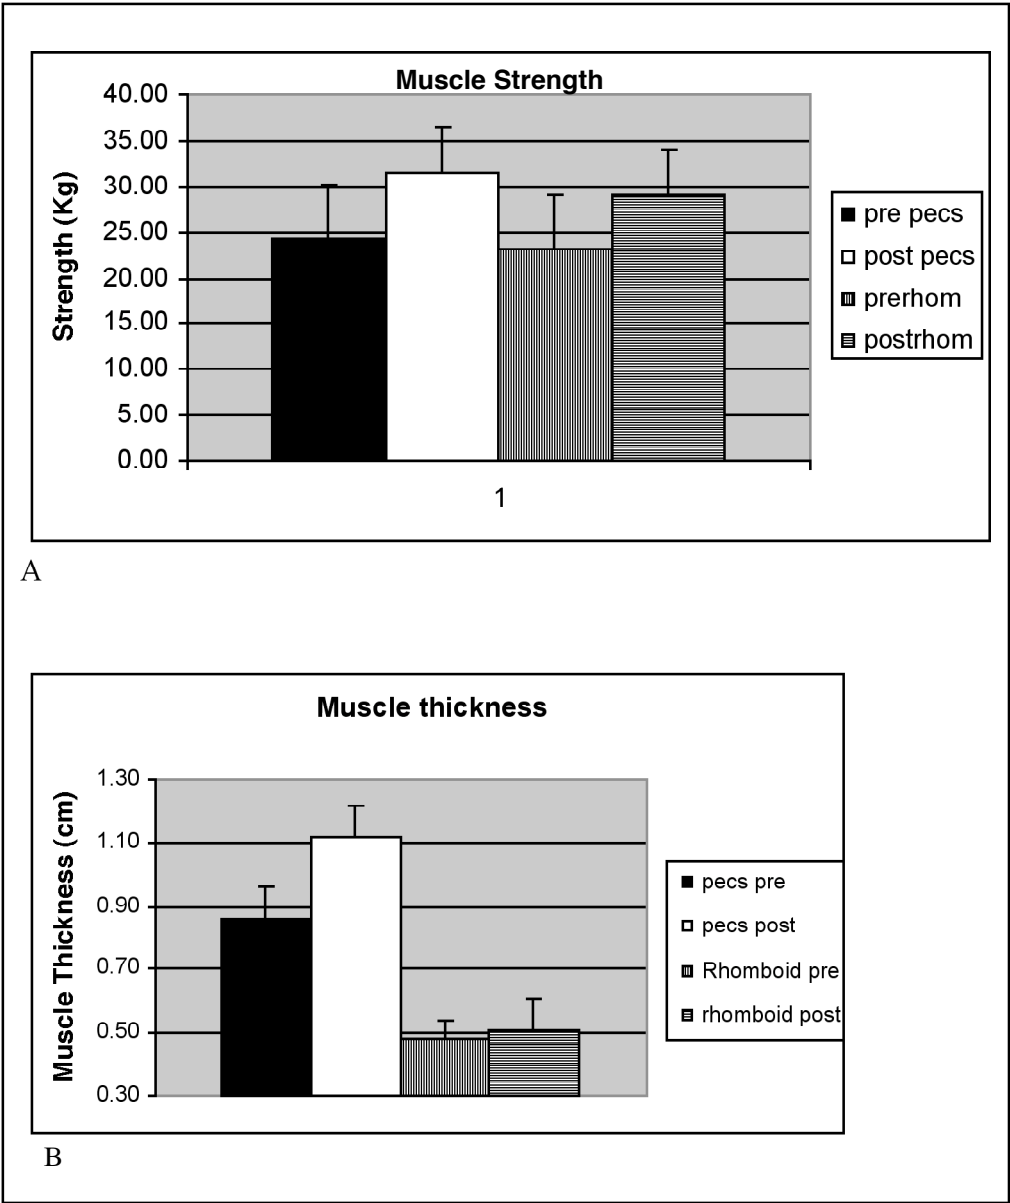 Muscle Strength
40.00
35.00
30.00
25.00
20.00
15.00
10.00
5.00
0.00
Strength (Kg)
1
pre pecs
post pecs
prerhom
postrhom
A
Muscle thickness
1.30
1.10
0.90
0.70
0.50
0.30
Muscle Thickness (cm)
pecs pre
pecs post
Rhomboid pre
rhomboid post
B